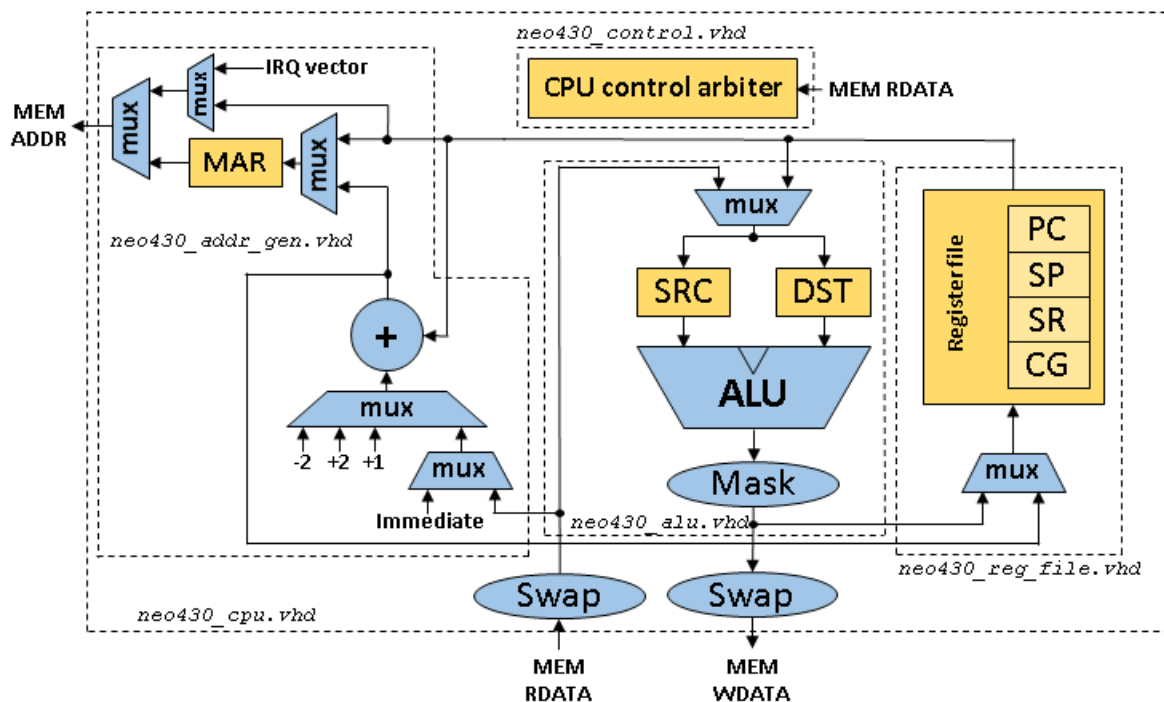 neo430_control.vhd
CPU control arbiter
MEM RDATA
IRQ vector
mux
MEM
ADDR
mux
MAR
mux
neo430_addr_gen.vhd
mux
SRC
DST
ALU
Mask
neo430_alu.vhd
Registerfile
PC
SP
SR
CG
mux
neo430_reg_file.vhd
+
mux
-2
+2
+1
mux
Immediate
Swap
Swap
neo430_cpu.vhd
MEM
RDATA
MEM
WDATA